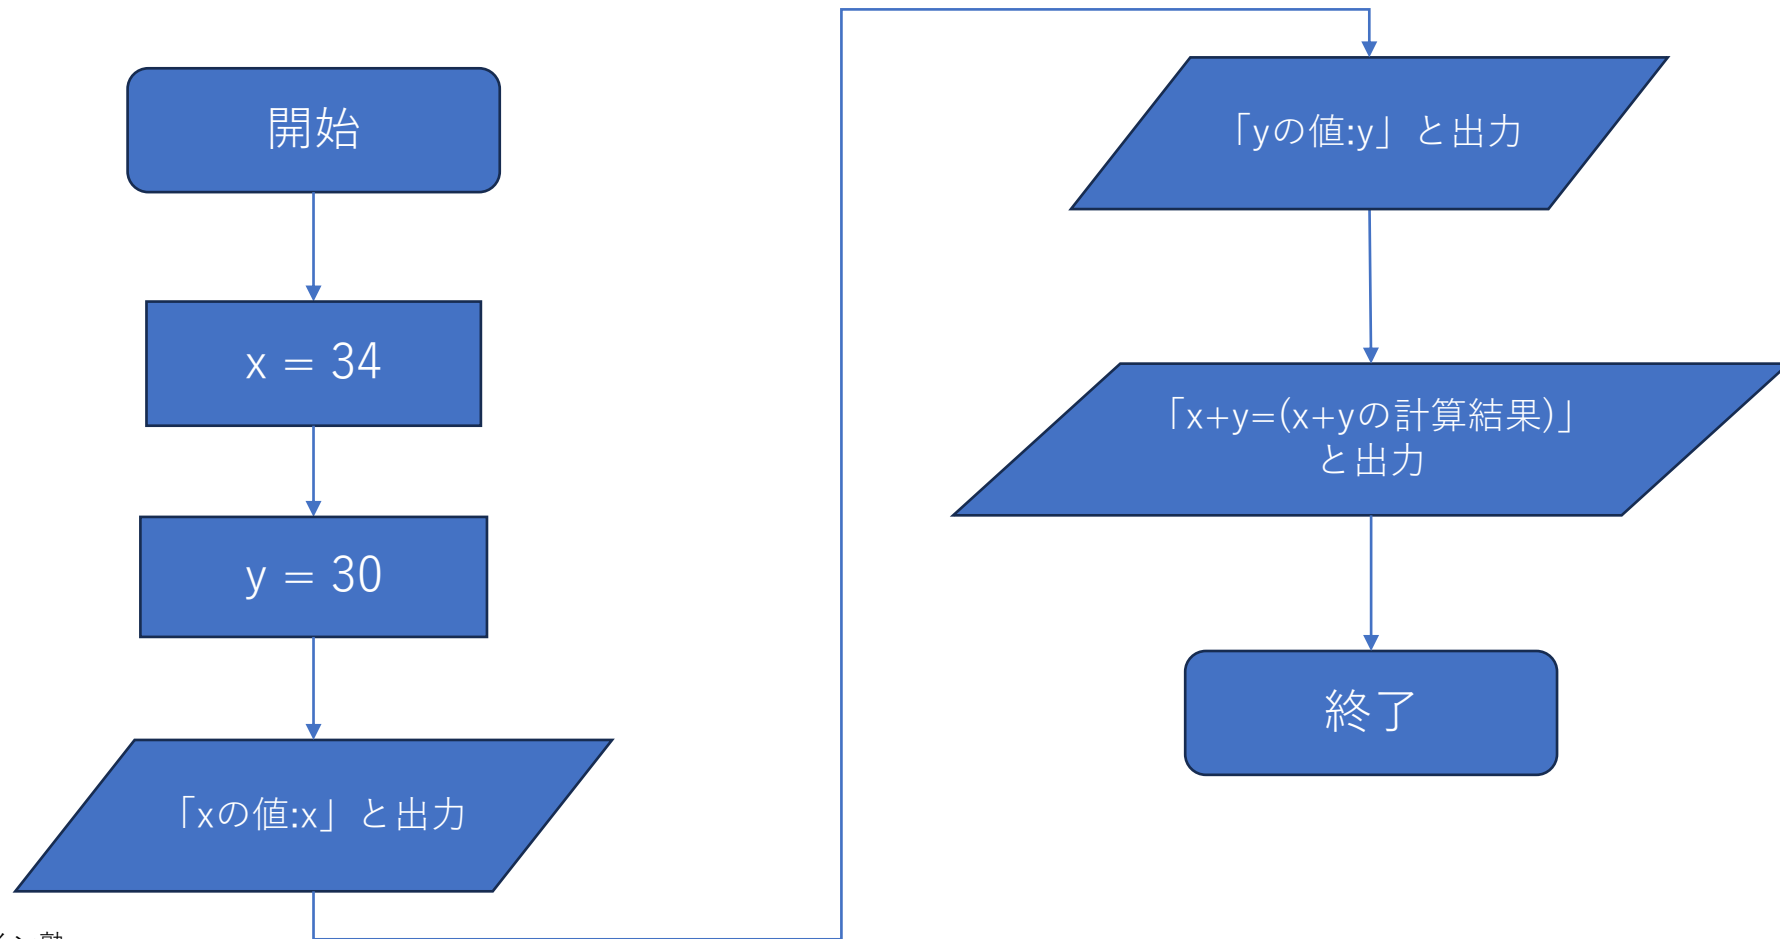 開始
x = 34
y = 30
「xの値:x」と出力
「yの値:y」と出力
「x+y=(x+yの計算結果)」
と出力
終了